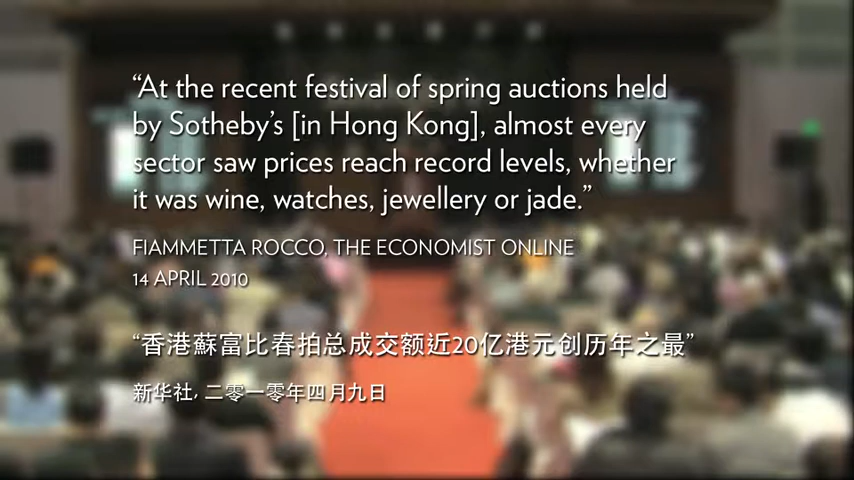 “At the recent festival of spring auctions held
by Sotheby’s [in Hong Kong], almost every
sector saw prices reach record levels, whether
it was wine, watches, jewellery or jade.”
FIAMMETTA ROCCO, THE ECONOMIST ONLINE
14 APRIL 2010
“香港蘇富比春拍总成交额近20亿港元创历年之最”
新华社, 二零一零年四月九日